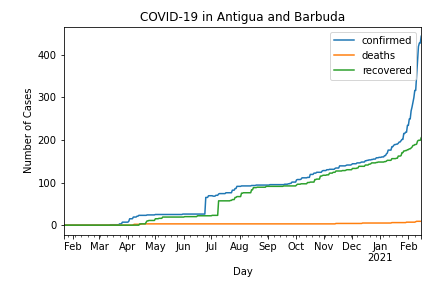 COVID-19 in Antigua and Barbuda
confirmed
deaths
recovered
Number of Cases
400
300
200
100
0
Feb Mar Apr May Jun Jul Aug Sep Oct Nov Dec Jan Feb
2021
Day